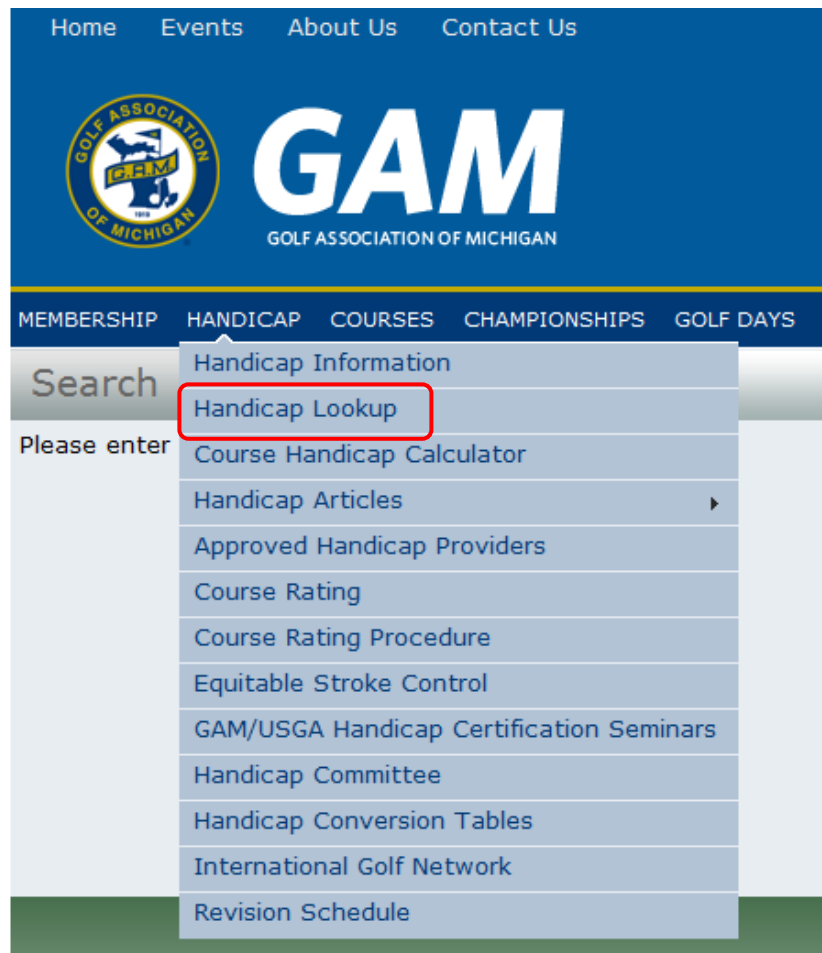 Home Events About Us Contact Us
GOLF ASSOCIATION
G.A.M
1919
OF MICHIGAN
GAM
GOLF ASSOCIATION OF MICHIGAN
MEMBERSHIP HANDICAP COURSES CHAMPIONSHIPS GOLF DAYS
Search
Please enter
Handicap Information
Handicap Lookup
Course Handicap Calculator
Handicap Articles
Approved Handicap Providers
Course Rating
Course Rating Procedure
Equitable Stroke Control
GAM/USGA Handicap Certification Seminars
Handicap Committee
Handicap Conversion Tables
International Golf Network
Revision Schedule